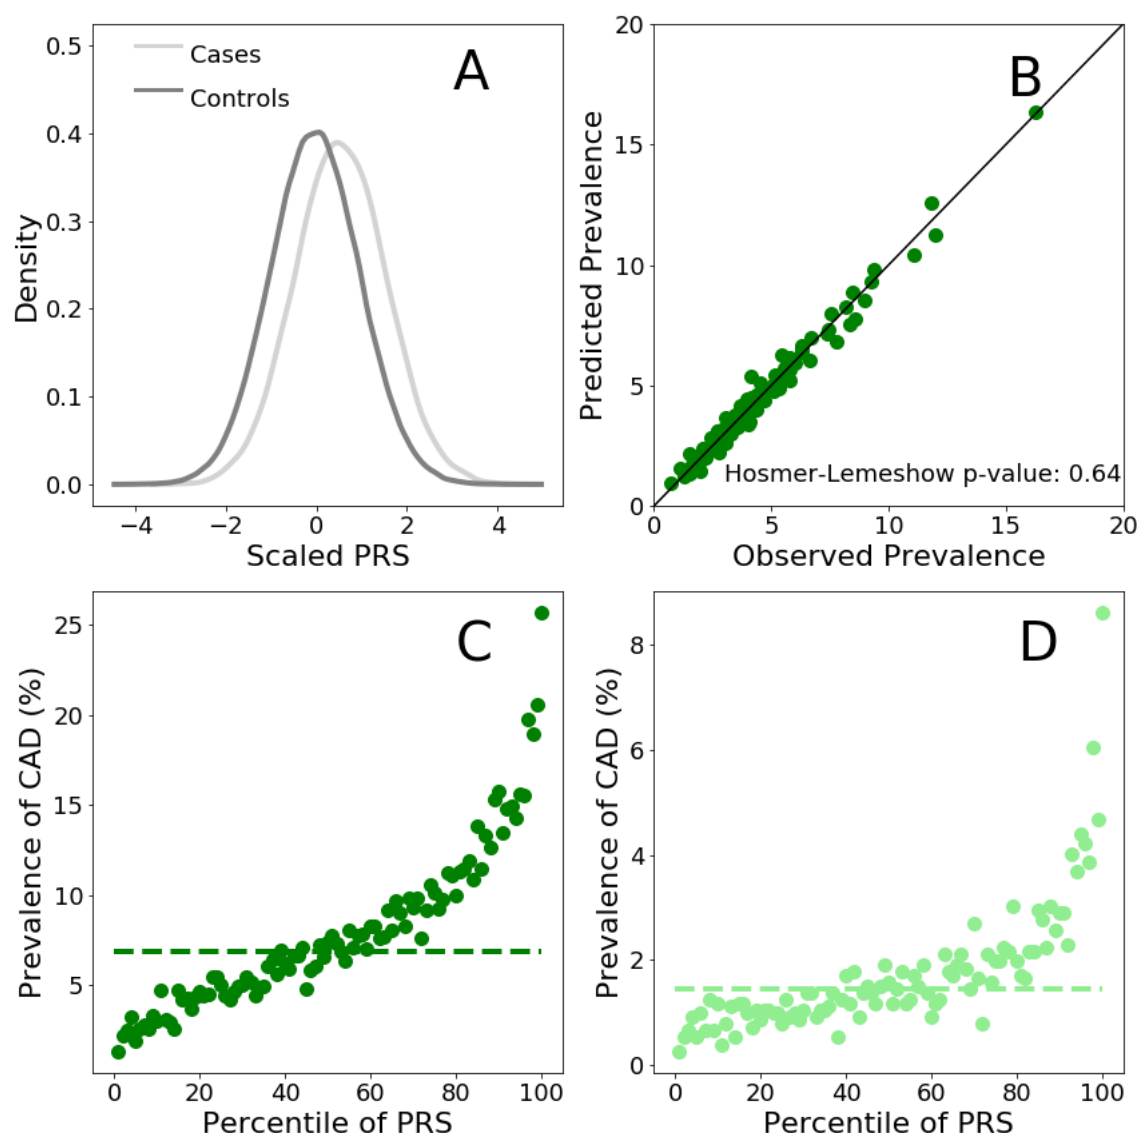 A
Cases
Controls
0.5
0.4
0.3
0.2
0.1
0.0
Density
−4 −2 0 2 4
Scaled PRS
B
20
15
10
5
0
Predicted Prevalence
Hosmer-Lemeshow p-value: 0.64
0 5 10 15 20
Observed Prevalence
C
25
20
15
10
5
Prevalence of CAD (%)
0 20 40 60 80 100
Percentile of PRS
D
8
6
4
2
0
Prevalence of CAD (%)
0 20 40 60 80 100
Percentile of PRS